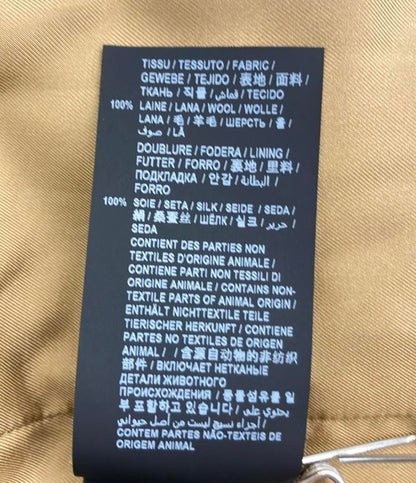 TISSU / TESSUTO / FABRIC /
GEWEBE / TEJIDO / 表地 / 面料 /
ТКАНЬ / 직물 / قماش / TECIDO
100% LAINE / LANA / WOOL / WOLLE /
LANA / 毛 / 羊毛 / ШЕРСТЬ / 울 /
صوف / LÃ
DOUBLURE / FODERA / LINING /
FUTTER / FORRO / 裏地 / 里料 /
ПОДКЛАДКА / 안감 / البطانة /
FORRO
100% SOIE / SETA / SILK / SEIDE / SEDA /
絹 / 桑蚕丝 / ШЁЛК / 실크 / حرير /
SEDA
CONTIENT DES PARTIES NON
TEXTILES D'ORIGINE ANIMALE /
CONTIENE PARTI NON TESSILI DI
ORIGINE ANIMALE / CONTAINS NON-
TEXTILE PARTS OF ANIMAL ORIGIN /
ENTHÄLT NICHTTEXTILE TEILE
TIERISCHER HERKUNFT / CONTIENE
PARTES NO TEXTILES DE ORIGEN
ANIMAL / / 含源自动物的非纺织
部件 / ВКЛЮЧАЕТ НЕТКАНЫЕ
ДЕТАЛИ ЖИВОТНОГО
ПРОИСХОЖДЕНИЯ / 동물섬유를 일
부 포함하고 있습니다 / يحتوي على
أجزاء نسيج ليست من أصل حيواني /
CONTEM PARTES NÃO-TEXTEIS DE
ORIGEM ANIMAL